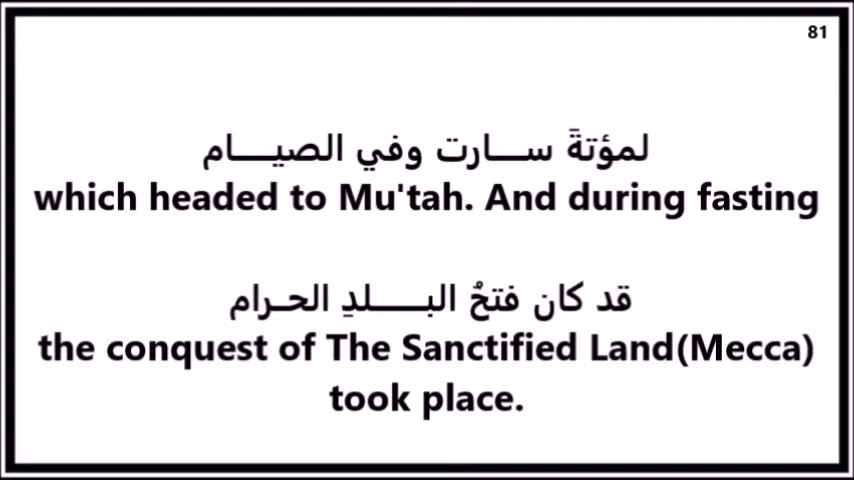 81
لمؤتةَ ســـارت وفي الصيـــام
which headed to Mu'tah. And during fasting
قد كان فتحُ البـــــلدِ الحـرام
the conquest of The Sanctified Land(Mecca)
took place.